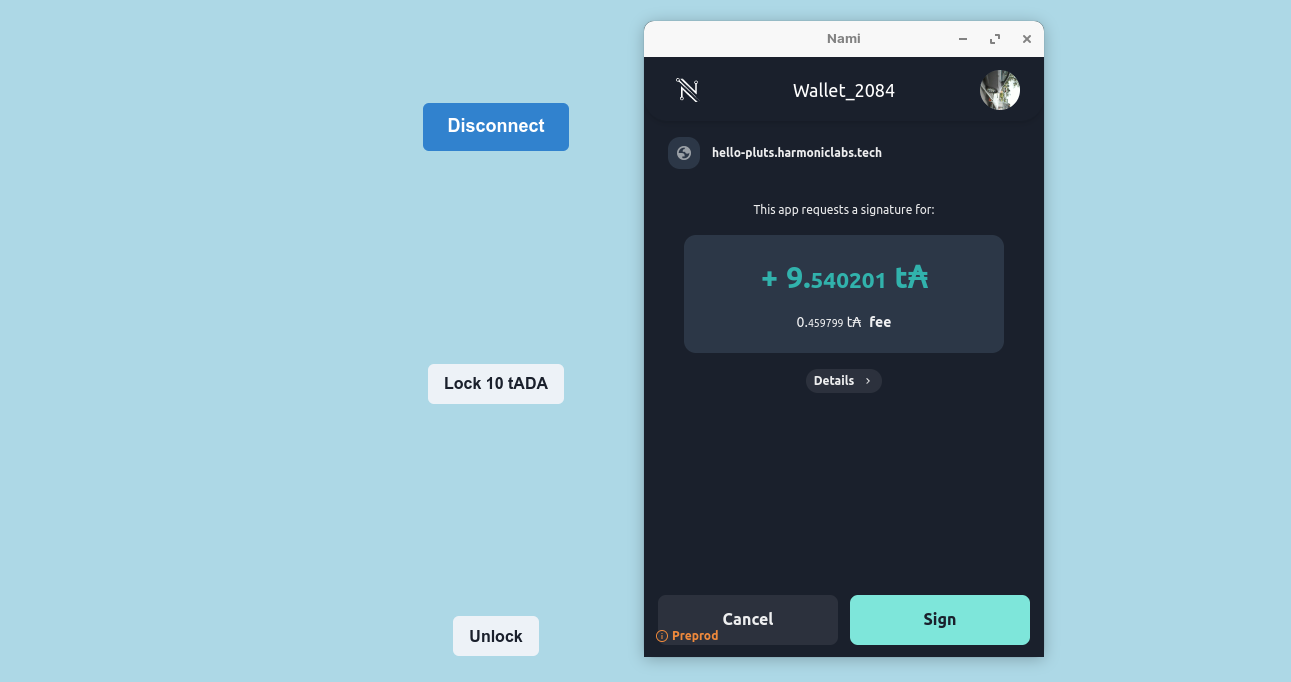 Disconnect
Lock 10 tADA
Unlock
Nami
Wallet_2084
hello-pluts.harmoniclabs.tech
This app requests a signature for:
+ 9.540201 t₳
0.459799 t₳ fee
Details
Cancel
Sign
Preprod